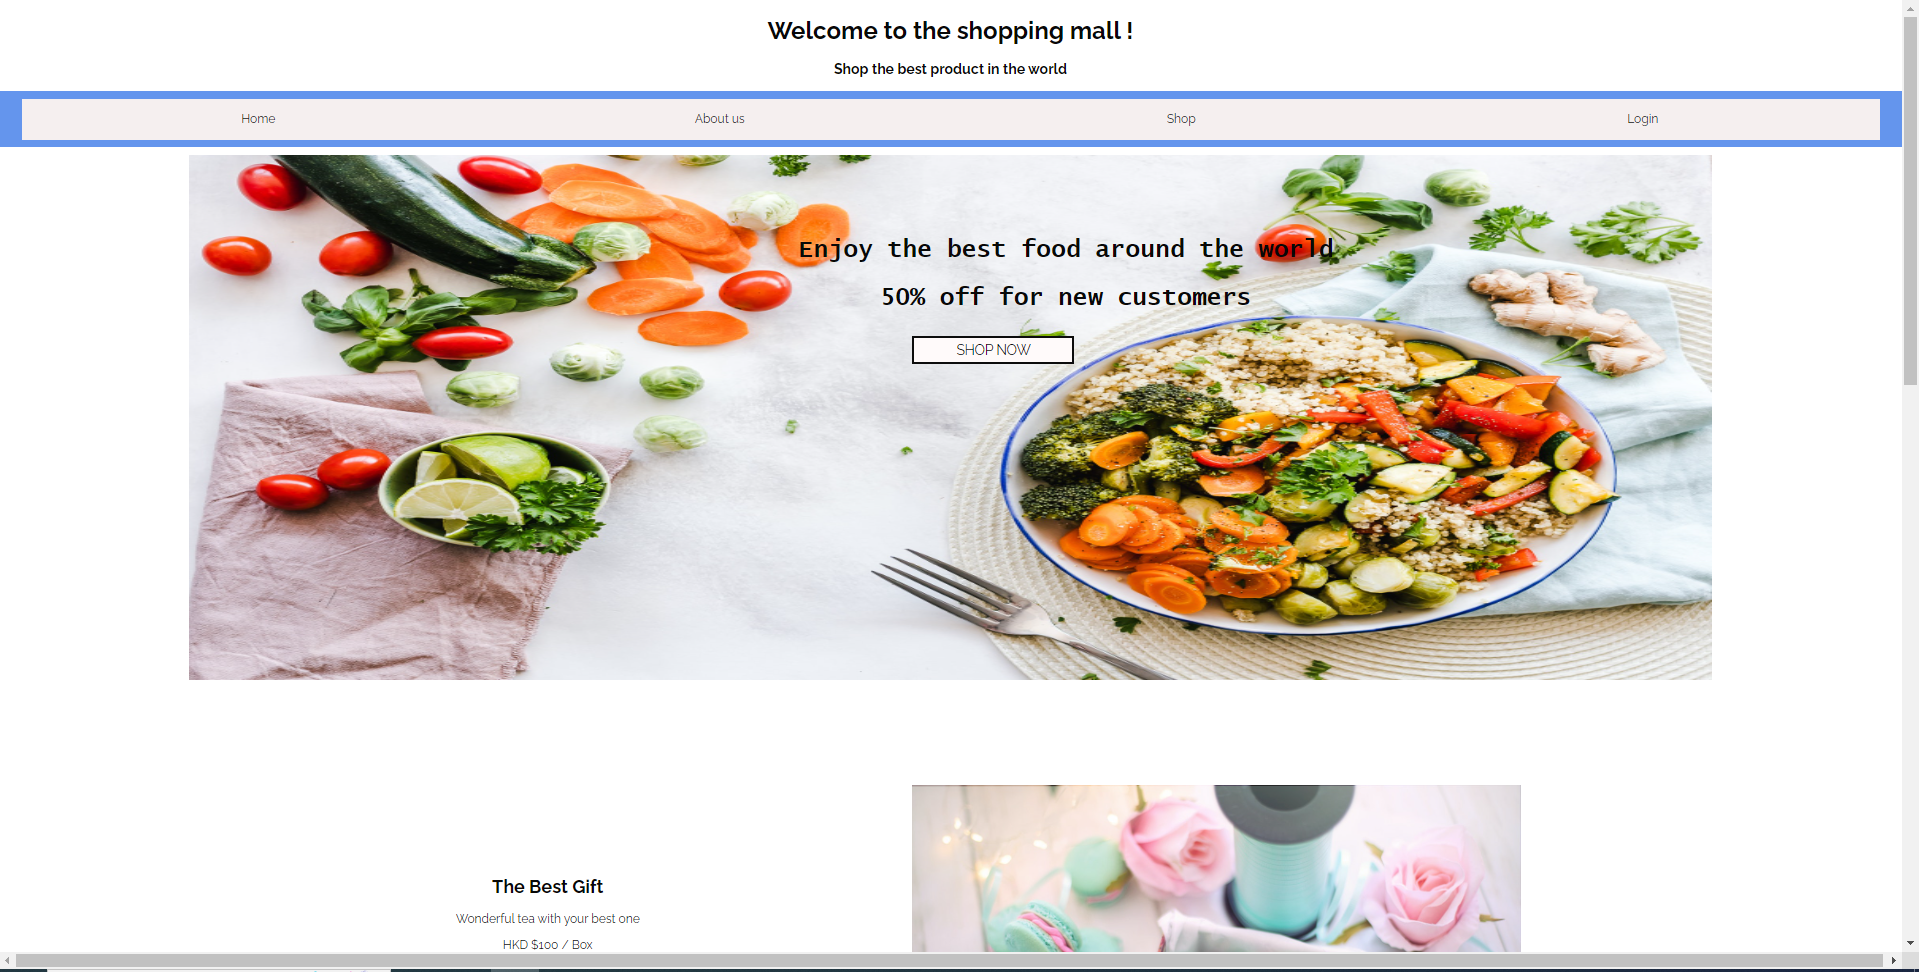 Welcome to the shopping mall !
Shop the best product in the world
Home About us Shop Login
Enjoy the best food around the world
50% off for new customers
SHOP NOW
The Best Gift
Wonderful tea with your best one
HKD $100 / Box